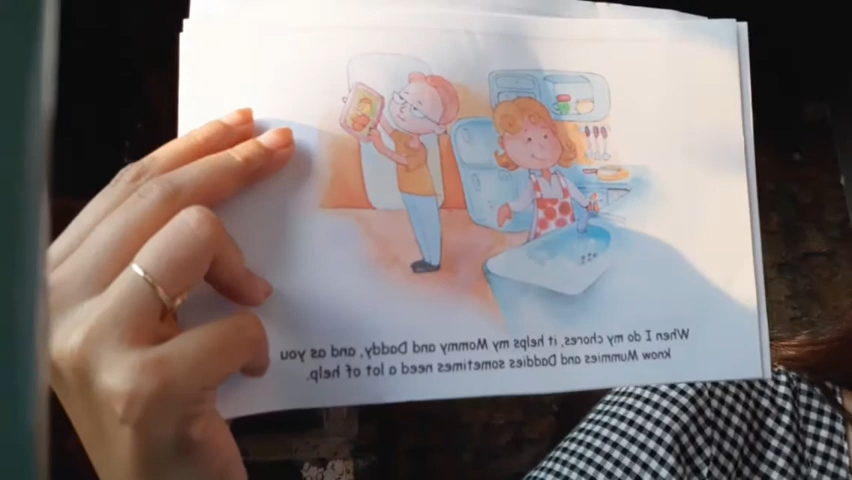 When I do my chores, it helps my Mommy and Daddy, and as you
know Mummies and Daddies sometimes need a lot of help.